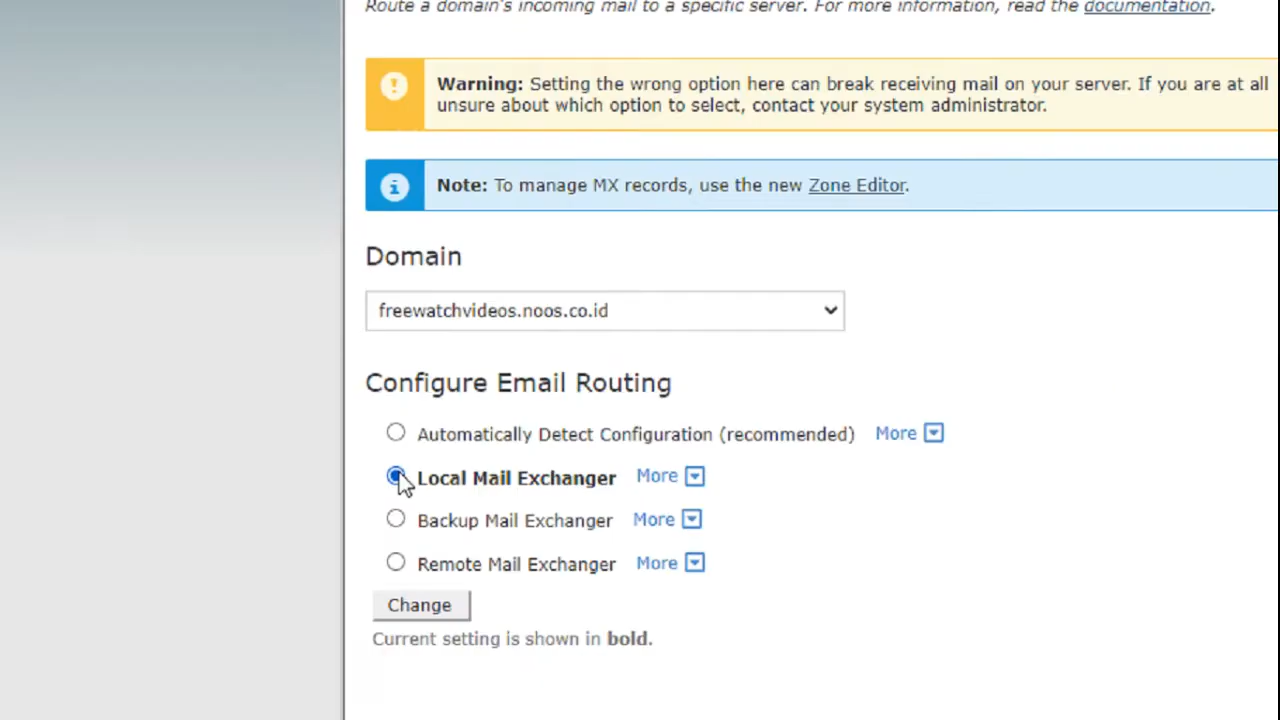 Route a domain's incoming mail to a specific server. For more information, read the documentation.
Warning: Setting the wrong option here can break receiving mail on your server. If you are at all
unsure about which option to select, contact your system administrator.
Note: To manage MX records, use the new Zone Editor.
Domain
freewatchvideos.noos.co.id
Configure Email Routing
Automatically Detect Configuration (recommended) More
Local Mail Exchanger More
Backup Mail Exchanger More
Remote Mail Exchanger More
Change
Current setting is shown in bold.